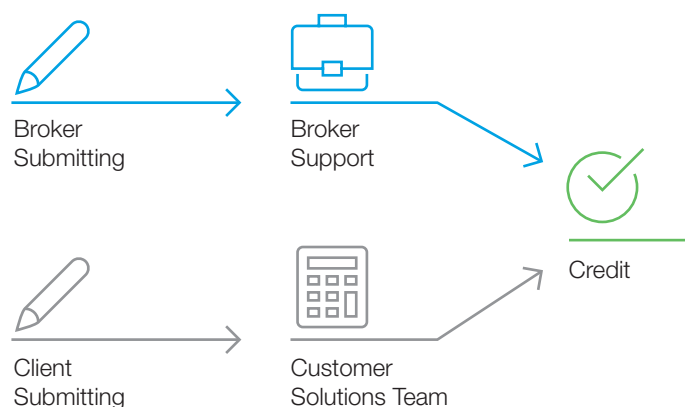 Broker
Submitting
Broker
Support
Credit
Client
Submitting
Customer
Solutions Team